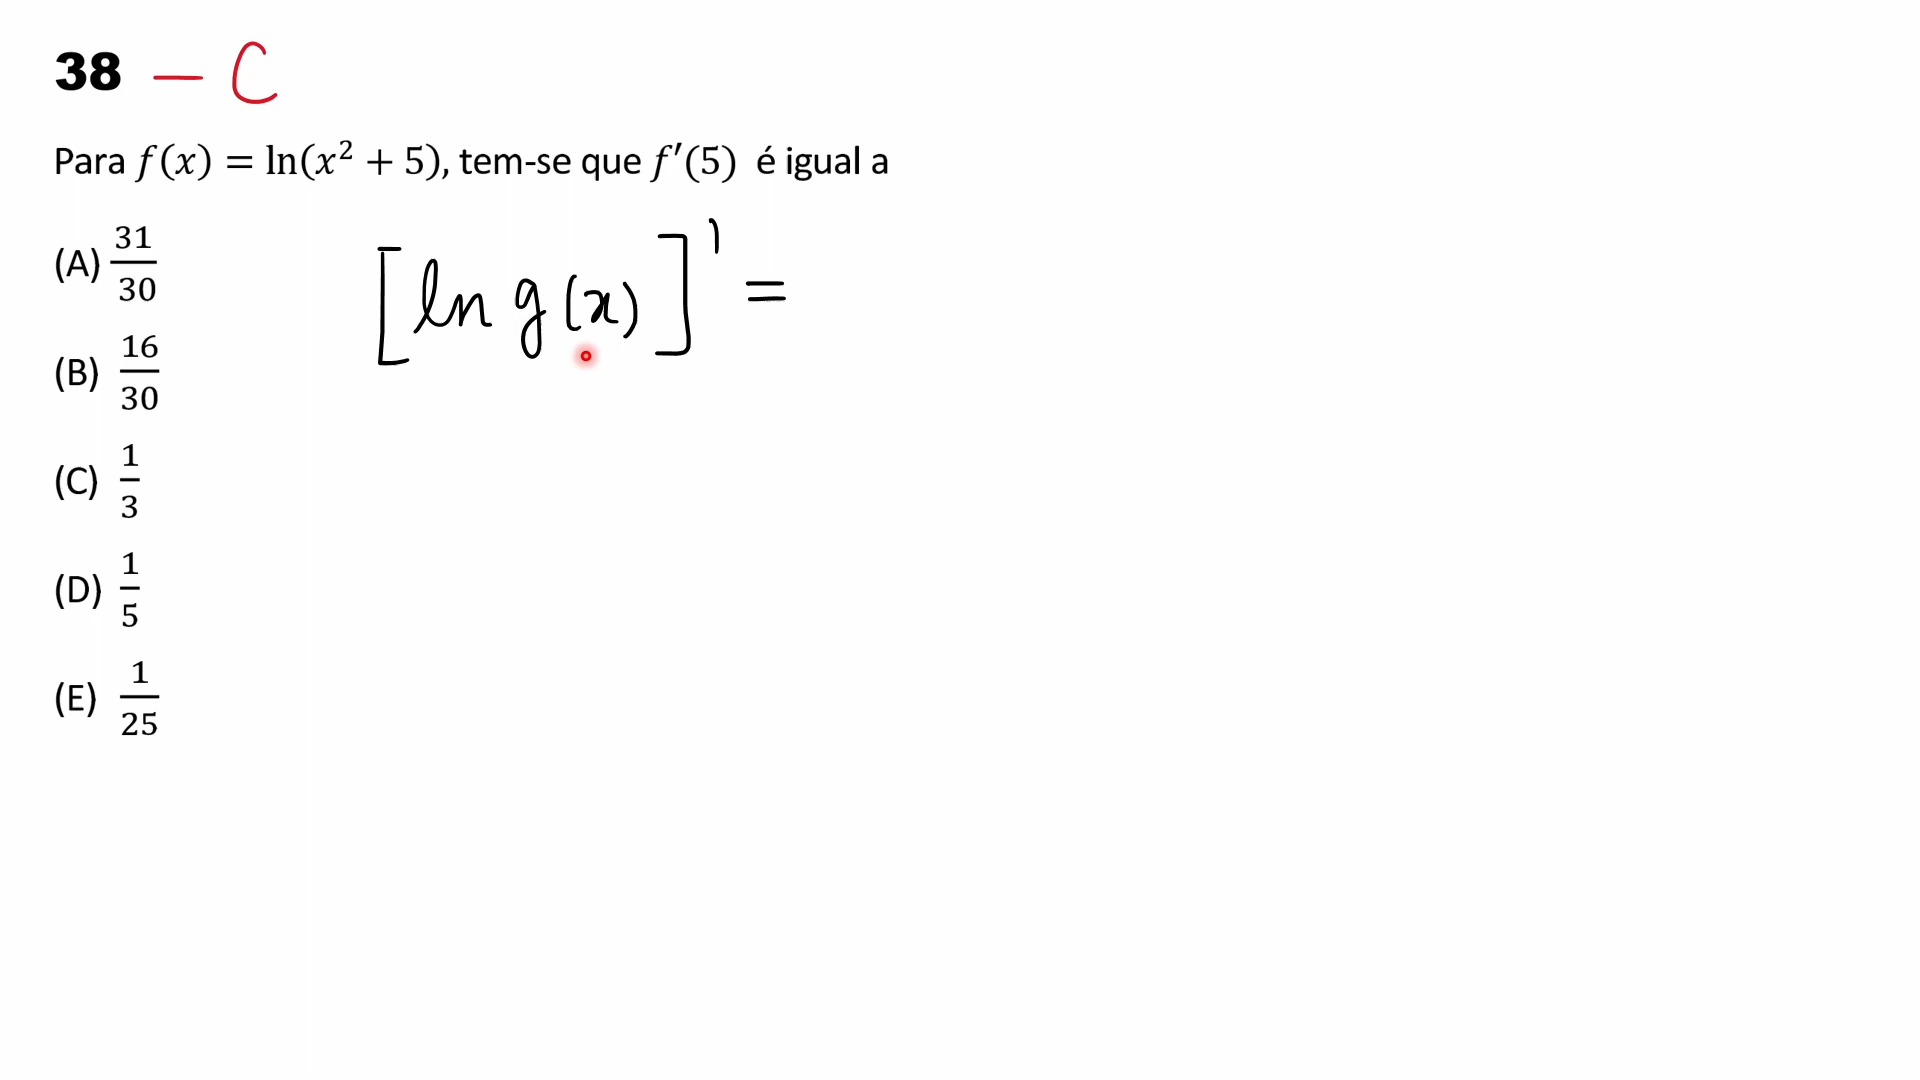 38 — C
Para f(x) = ln(x² + 5), tem-se que f′(5) é igual a
(A) 31/30
[ln g(x)]' =
(B) 16/30
(C) 1/3
(D) 1/5
(E) 1/25